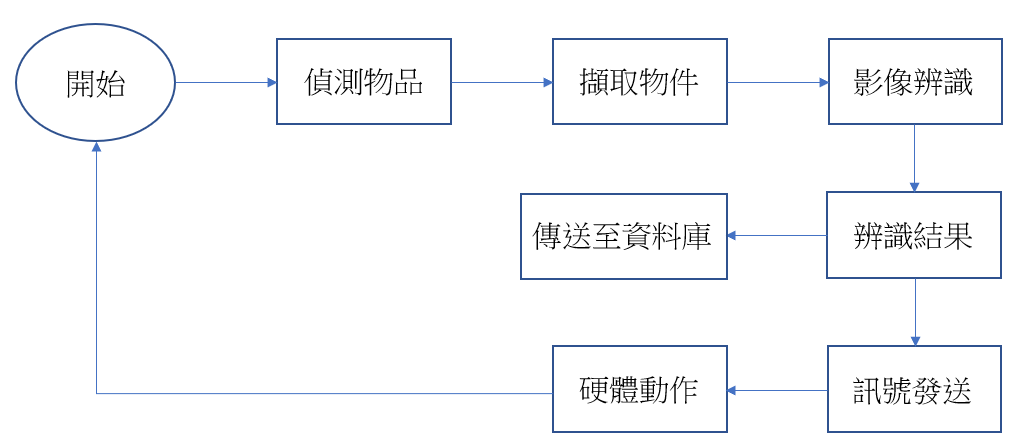 開始
偵測物品
擷取物件
影像辨識
辨識結果
傳送至資料庫
訊號發送
硬體動作